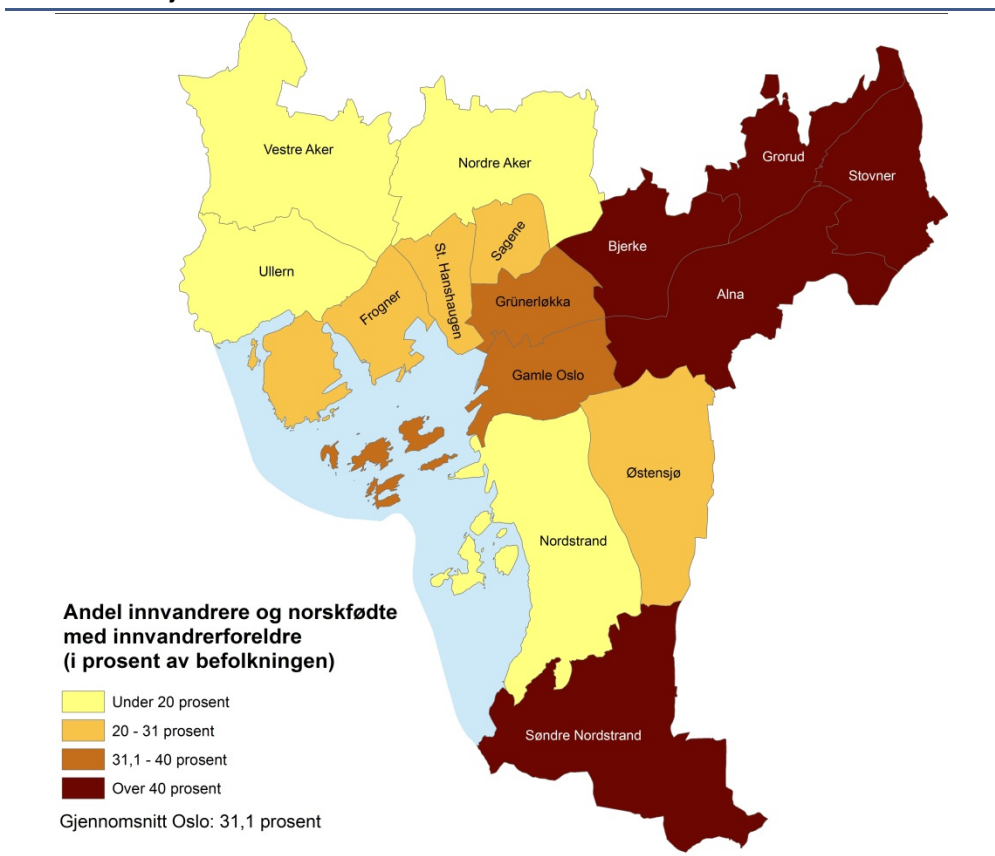 Vestre Aker
Nordre Aker
Grorud
Stovner
Ullern
Frogner
St. Hanshaugen
Sagene
Bjerke
Alna
Grünerløkka
Gamle Oslo
Østensjø
Nordstrand
Søndre Nordstrand
Andel innvandrere og norskfødte
med innvandrerforeldre
(i prosent av befolkningen)
Under 20 prosent
20 - 31 prosent
31,1 - 40 prosent
Over 40 prosent
Gjennomsnitt Oslo: 31,1 prosent